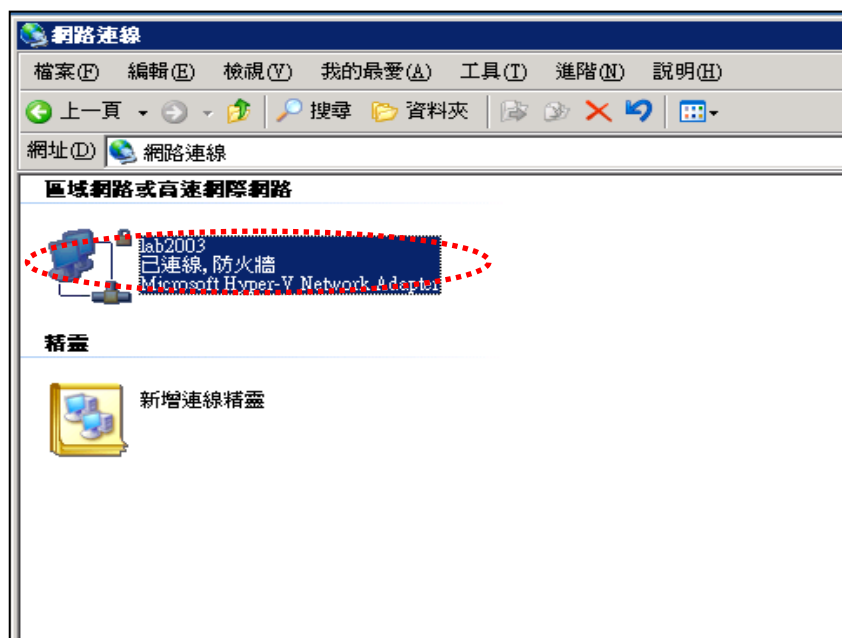 網路連線
檔案(F) 編輯(E) 檢視(V) 我的最愛(A) 工具(T) 進階(N) 說明(H)
上一頁 搜尋 資料夾
網址(D) 網路連線
區域網路或高速網際網路
lab2003
已連線, 防火牆
Microsoft Hyper-V Network Adapter
精靈
新增連線精靈